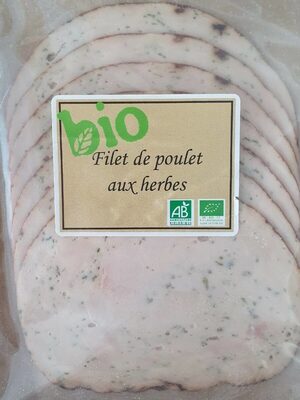 bio
Filet de poulet
aux herbes
AB